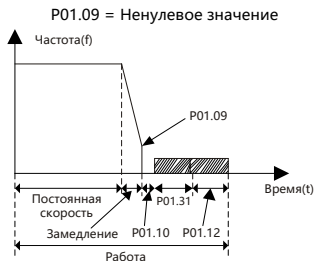 P01.09 = Ненулевое значение
Частота(f)
P01.09
Время(t)
Постоянная
скорость
P01.31
Замедление
P01.10
P01.12
Работа